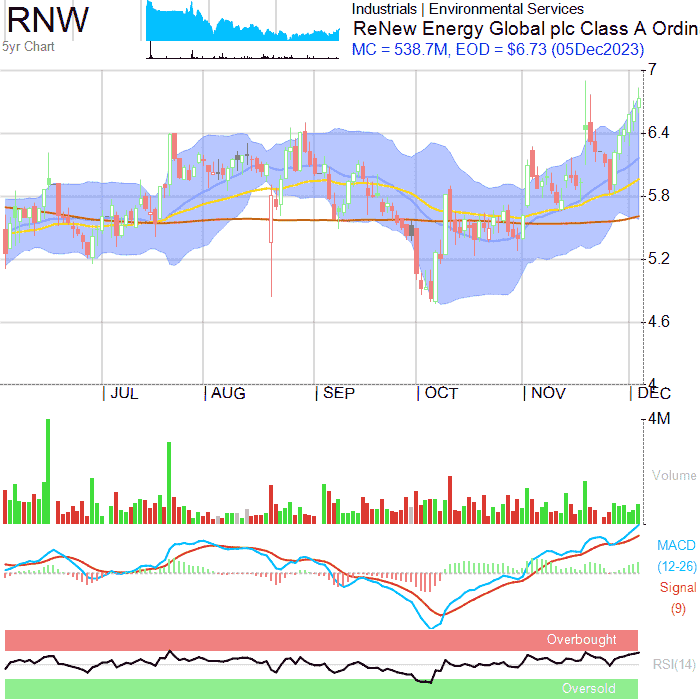 RNW
5yr Chart
Industrials | Environmental Services
ReNew Energy Global plc Class A Ordin
MC = 538.7M, EOD = $6.73 (05Dec2023)
7
6.4
5.8
5.2
4.6
4
JUL AUG SEP OCT NOV DEC
4M
Volume
MACD
(12-26)
Signal
(9)
Overbought
RSI(14)
Oversold